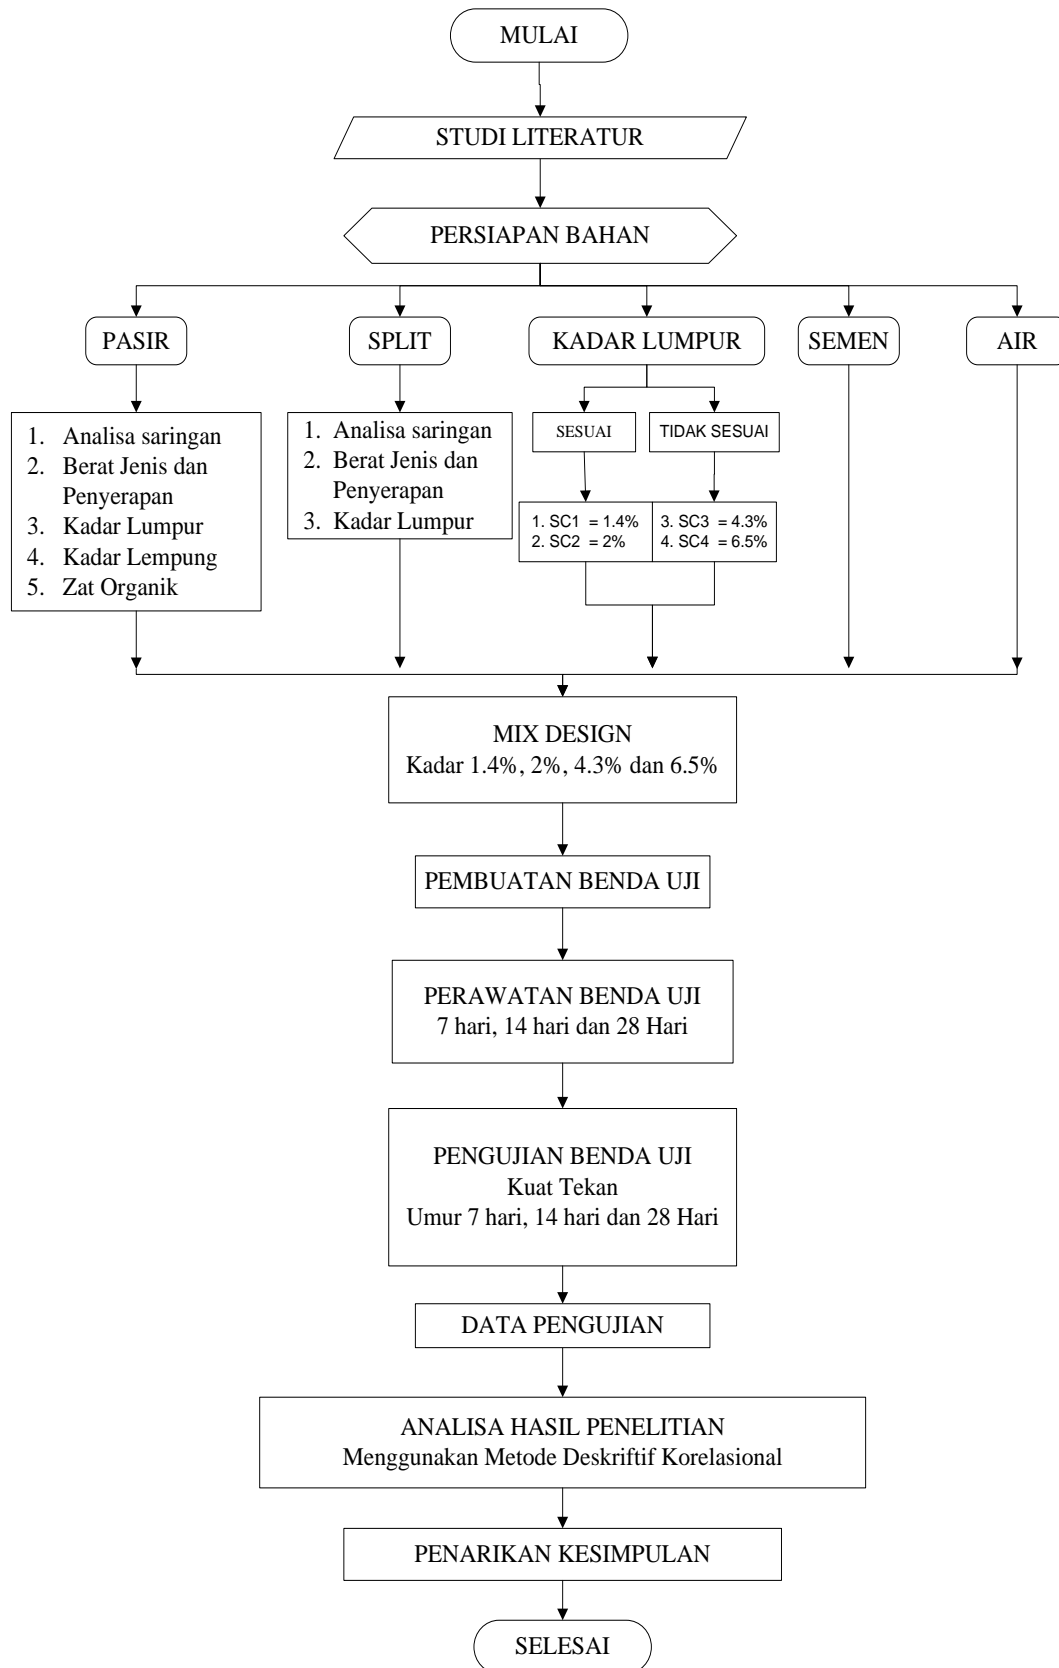 MULAI
STUDI LITERATUR
PERSIAPAN BAHAN
PASIR
SPLIT
KADAR LUMPUR
SEMEN
AIR
1. Analisa saringan
2. Berat Jenis dan
Penyerapan
3. Kadar Lumpur
4. Kadar Lempung
5. Zat Organik
1. Analisa saringan
2. Berat Jenis dan
Penyerapan
3. Kadar Lumpur
SESUAI
TIDAK SESUAI
1. SC1 = 1.4%
2. SC2 = 2%
3. SC3 = 4.3%
4. SC4 = 6.5%
MIX DESIGN
Kadar 1.4%, 2%, 4.3% dan 6.5%
PEMBUATAN BENDA UJI
PERAWATAN BENDA UJI
7 hari, 14 hari dan 28 Hari
PENGUJIAN BENDA UJI
Kuat Tekan
Umur 7 hari, 14 hari dan 28 Hari
DATA PENGUJIAN
ANALISA HASIL PENELITIAN
Menggunakan Metode Deskriftif Korelasional
PENARIKAN KESIMPULAN
SELESAI